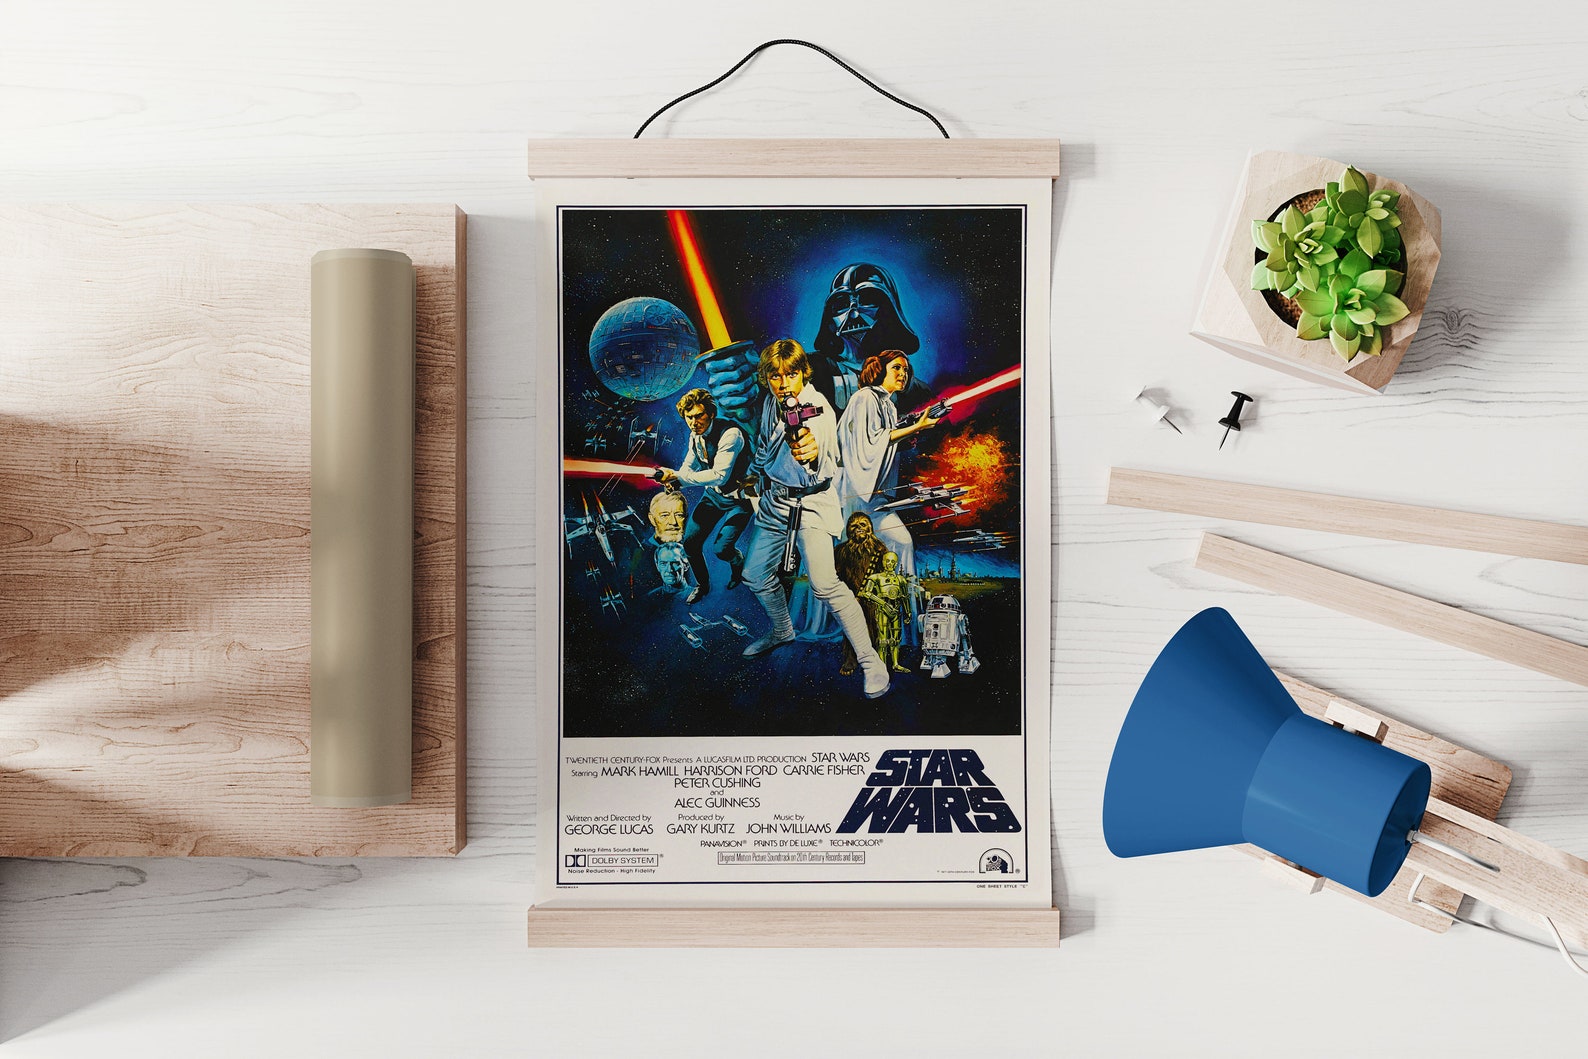 TWENTIETH CENTURY-FOX Presents A LUCASFILM LTD. PRODUCTION STAR WARS
Starring MARK HAMILL HARRISON FORD CARRIE FISHER
PETER CUSHING
and
ALEC GUINNESS
STAR
WARS
Written and Directed by
GEORGE LUCAS
Produced by
GARY KURTZ
Music by
JOHN WILLIAMS
PANAVISION® PRINTS BY DE LUXE® TECHNICOLOR®
Making Films Sound Better
DOLBY SYSTEM®
Noise Reduction - High Fidelity
Original Motion Picture Soundtrack on 20th Century Records and Tapes
ONE SHEET STYLE "C"